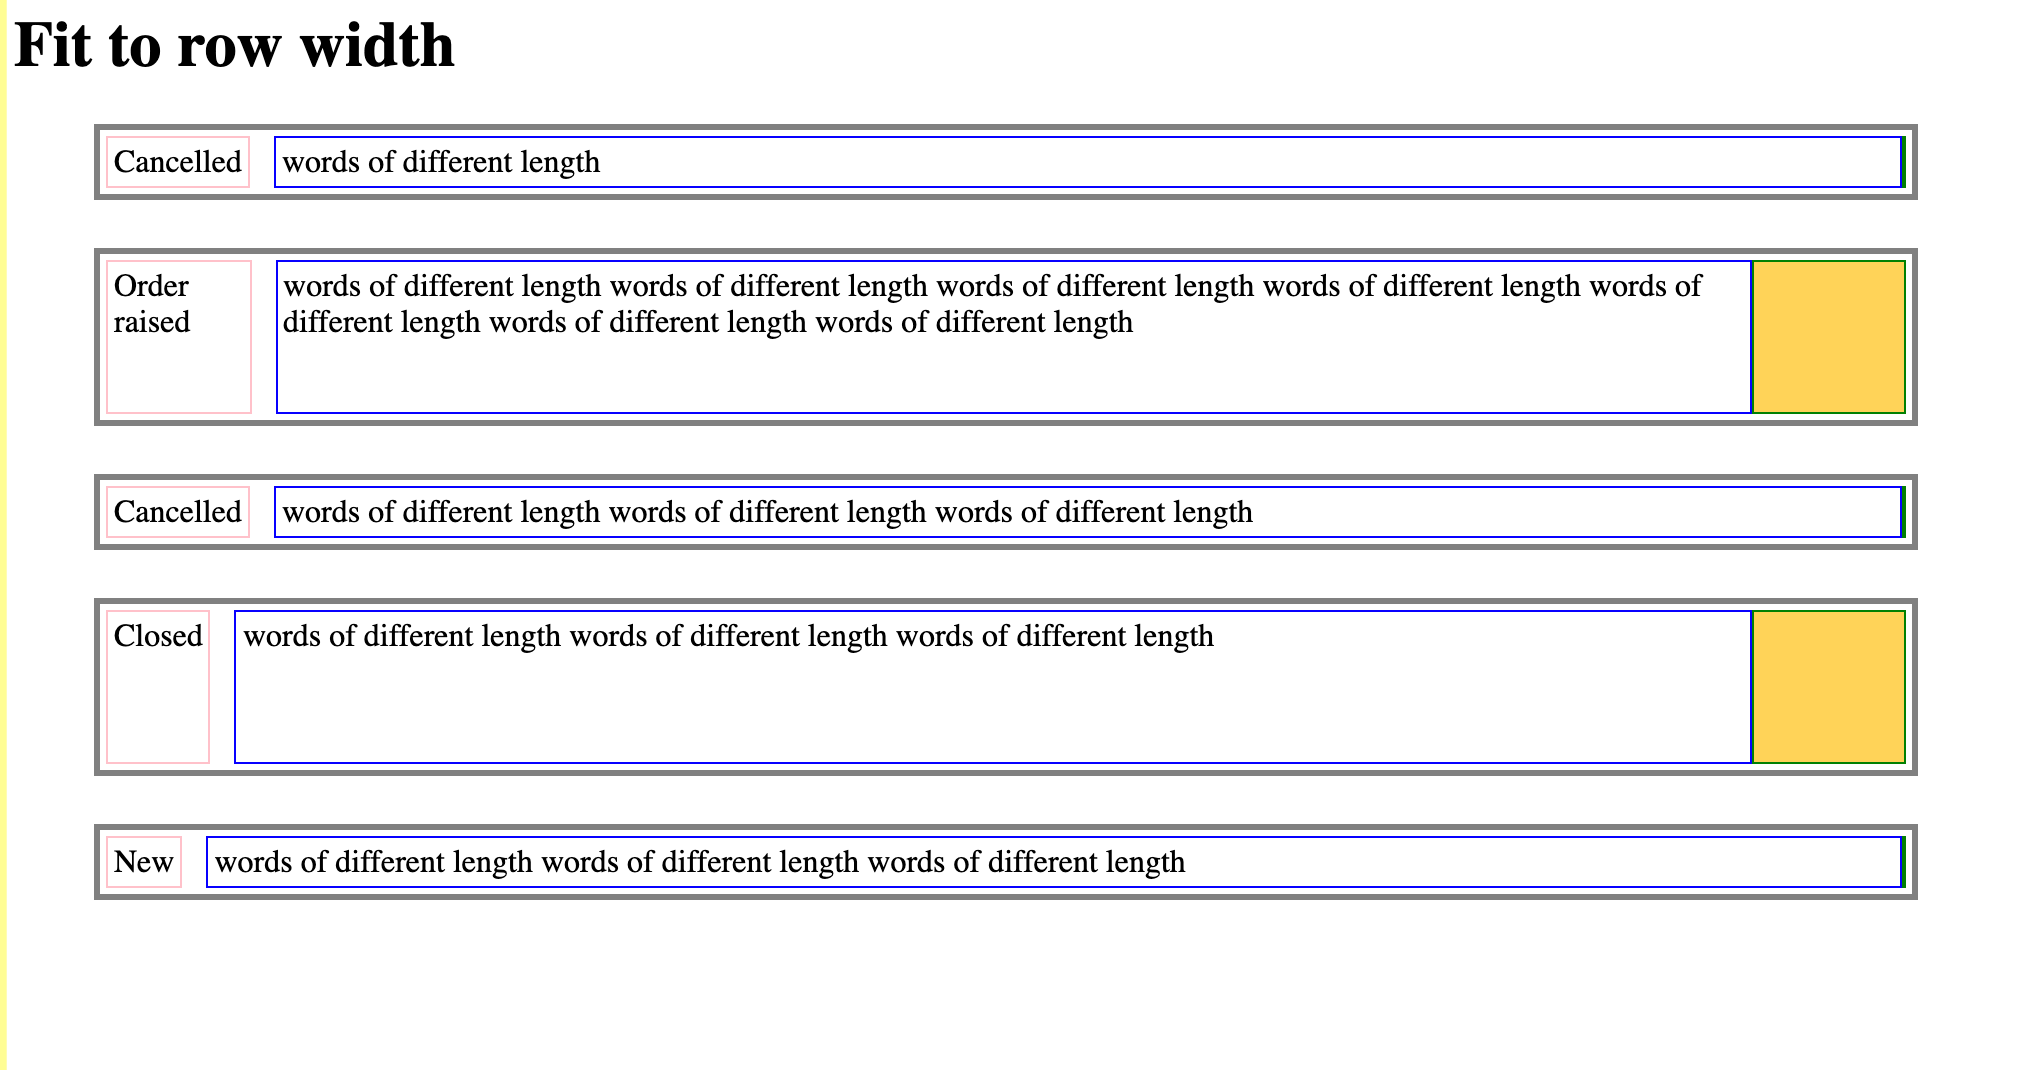 Fit to row width
Cancelled words of different length
Order words of different length words of different length words of different length words of different length words of
raised different length words of different length words of different length
Cancelled words of different length words of different length words of different length
Closed words of different length words of different length words of different length
New words of different length words of different length words of different length